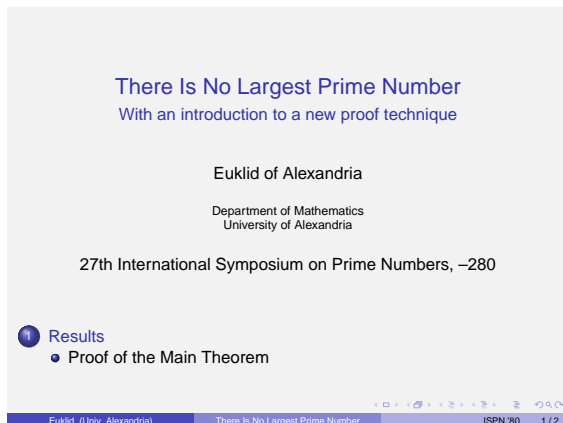 There Is No Largest Prime Number
With an introduction to a new proof technique
Euklid of Alexandria
Department of Mathematics
University of Alexandria
27th International Symposium on Prime Numbers, –280
1 Results
Proof of the Main Theorem
Euklid (Univ. Alexandria) There Is No Largest Prime Number ISPN '80 1 / 2